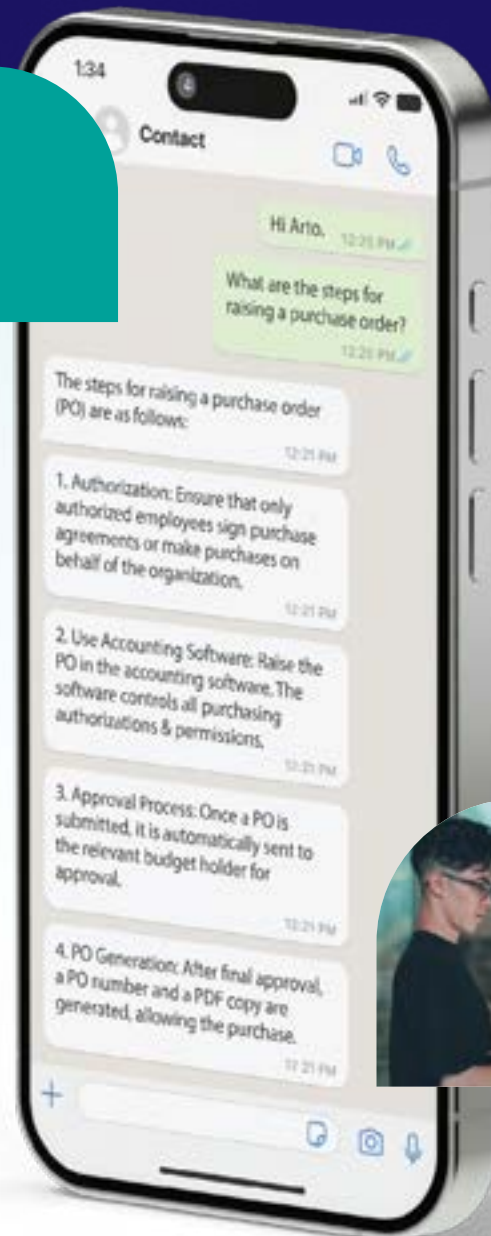 1:34
Contact
Hi Arto,
12:20 PM
What are the steps for
raising a purchase order?
12:20 PM
The steps for raising a purchase order
(PO) are as follows:
12:21 PM
1. Authorization: Ensure that only
authorized employees sign purchase
agreements or make purchases on
behalf of the organization.
12:21 PM
2. Use Accounting Software: Raise the
PO in the accounting software. The
software controls all purchasing
authorizations & permissions.
12:21 PM
3. Approval Process: Once a PO is
submitted, it is automatically sent to
the relevant budget holder for
approval.
12:21 PM
4. PO Generation: After final approval,
a PO number and a PDF copy are
generated, allowing the purchase.
12:21 PM